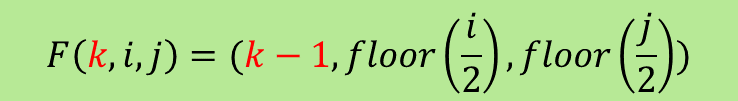 F(k, i, j) = (k − 1, floor(i/2), floor(j/2))